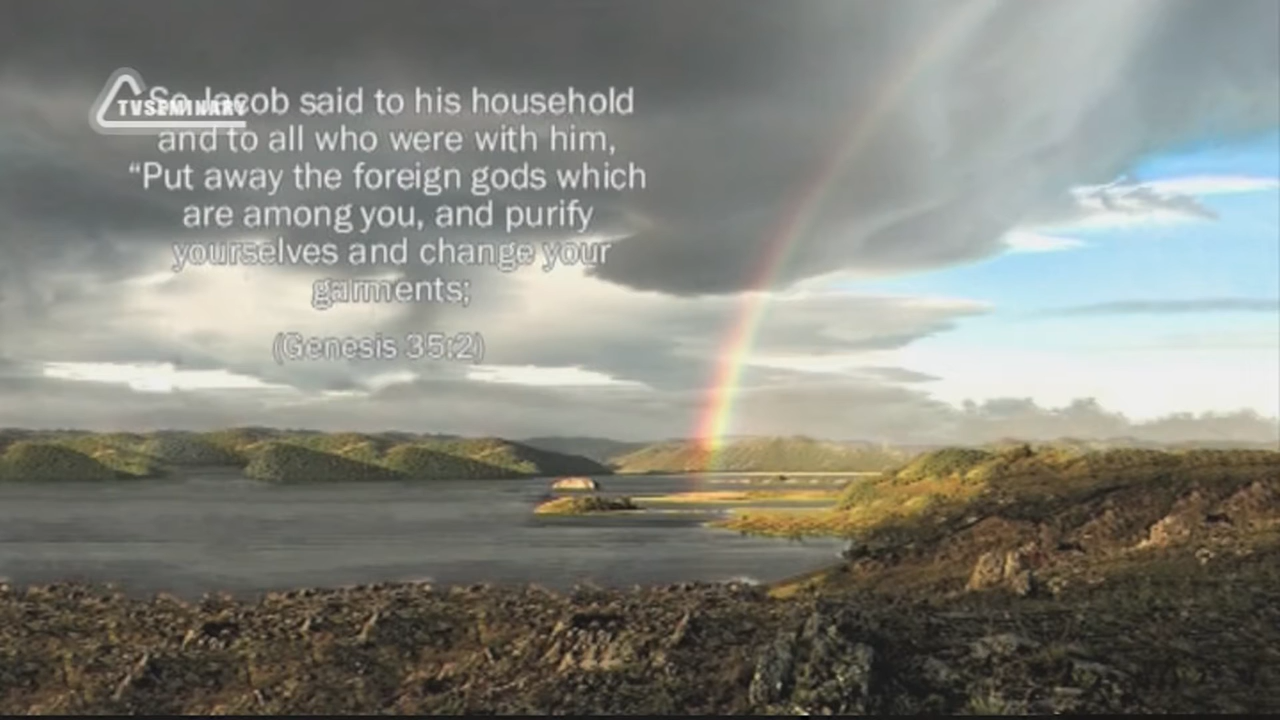 TVSEMINARY
So Jacob said to his household
and to all who were with him,
“Put away the foreign gods which
are among you, and purify
yourselves and change your
garments;
(Genesis 35:2)